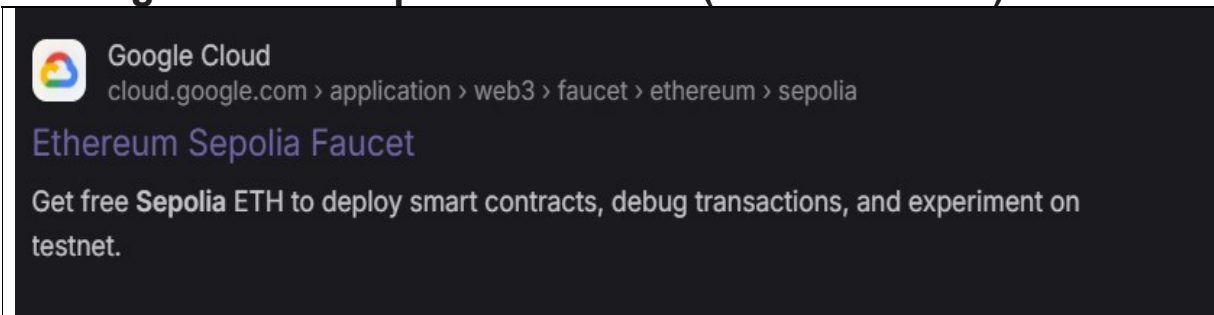 Google Cloud
cloud.google.com › application › web3 › faucet › ethereum › sepolia
Ethereum Sepolia Faucet
Get free Sepolia ETH to deploy smart contracts, debug transactions, and experiment on
testnet.